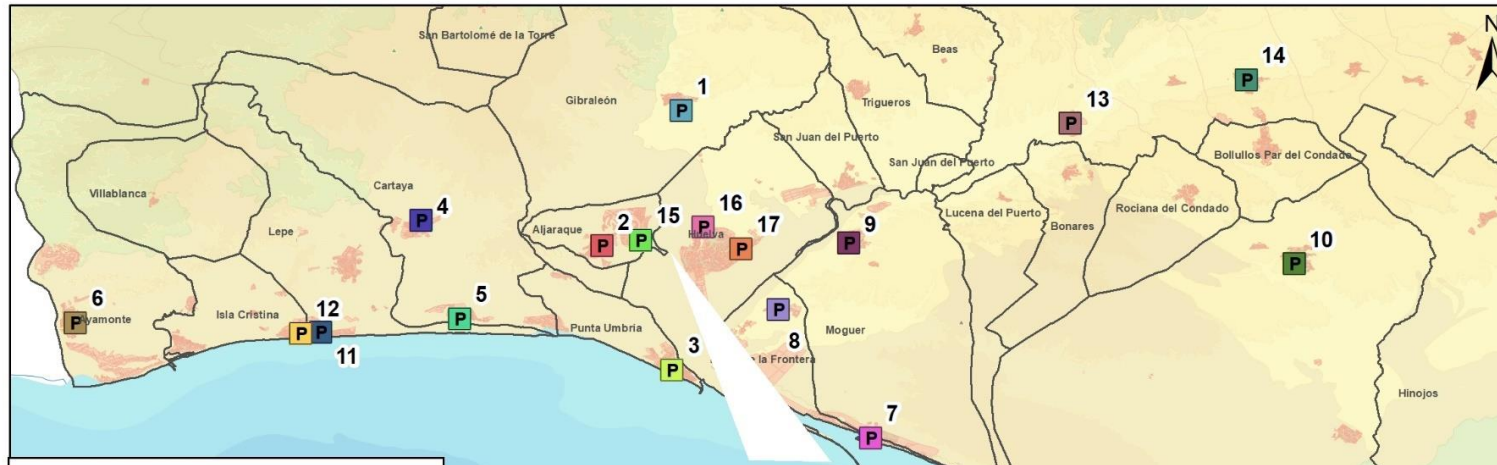 N
San Bartolomé de la Torre
Beas
14
P
Gibraleón
1
P
Trigueros
13
P
San Juan del Puerto
San Juan del Puerto
Bollullos Par del Condado
Villablanca
Cartaya
4
P
Lucena del Puerto
Rociana del Condado
Bonares
Lepe
Aljaraque
2
P
15
P
16
P
Huelva
17
P
9
P
10
P
6
P
Ayamonte
Isla Cristina
12
P
P
11
5
P
Punta Umbría
3
P
8
P
la Frontera
Moguer
7
P
Hinojos